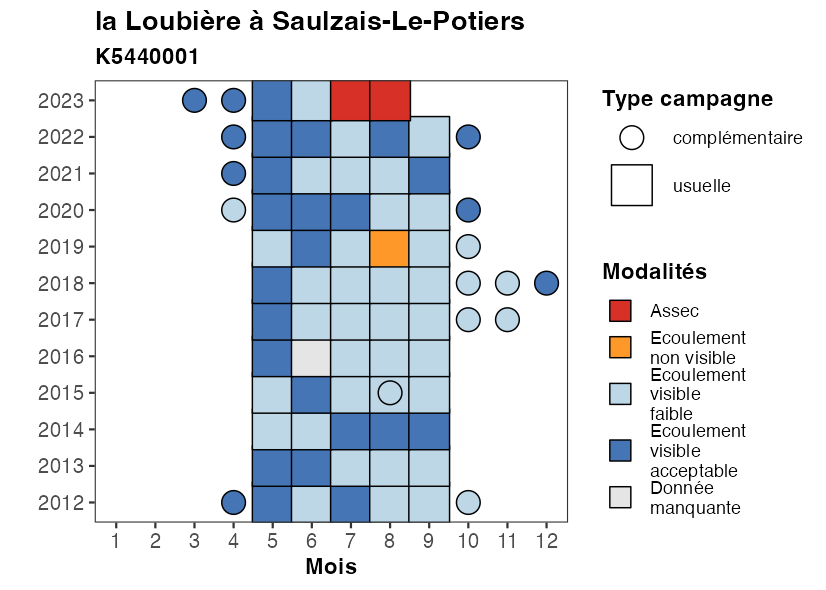 la Loubière à Saulzais-Le-Potiers
K5440001
2023
2022
2021
2020
2019
2018
2017
2016
2015
2014
2013
2012
1 2 3 4 5 6 7 8 9 10 11 12
Mois
Type campagne
complémentaire
usuelle
Modalités
Assec
Ecoulement
non visible
Ecoulement
visible
faible
Ecoulement
visible
acceptable
Donnée
manquante